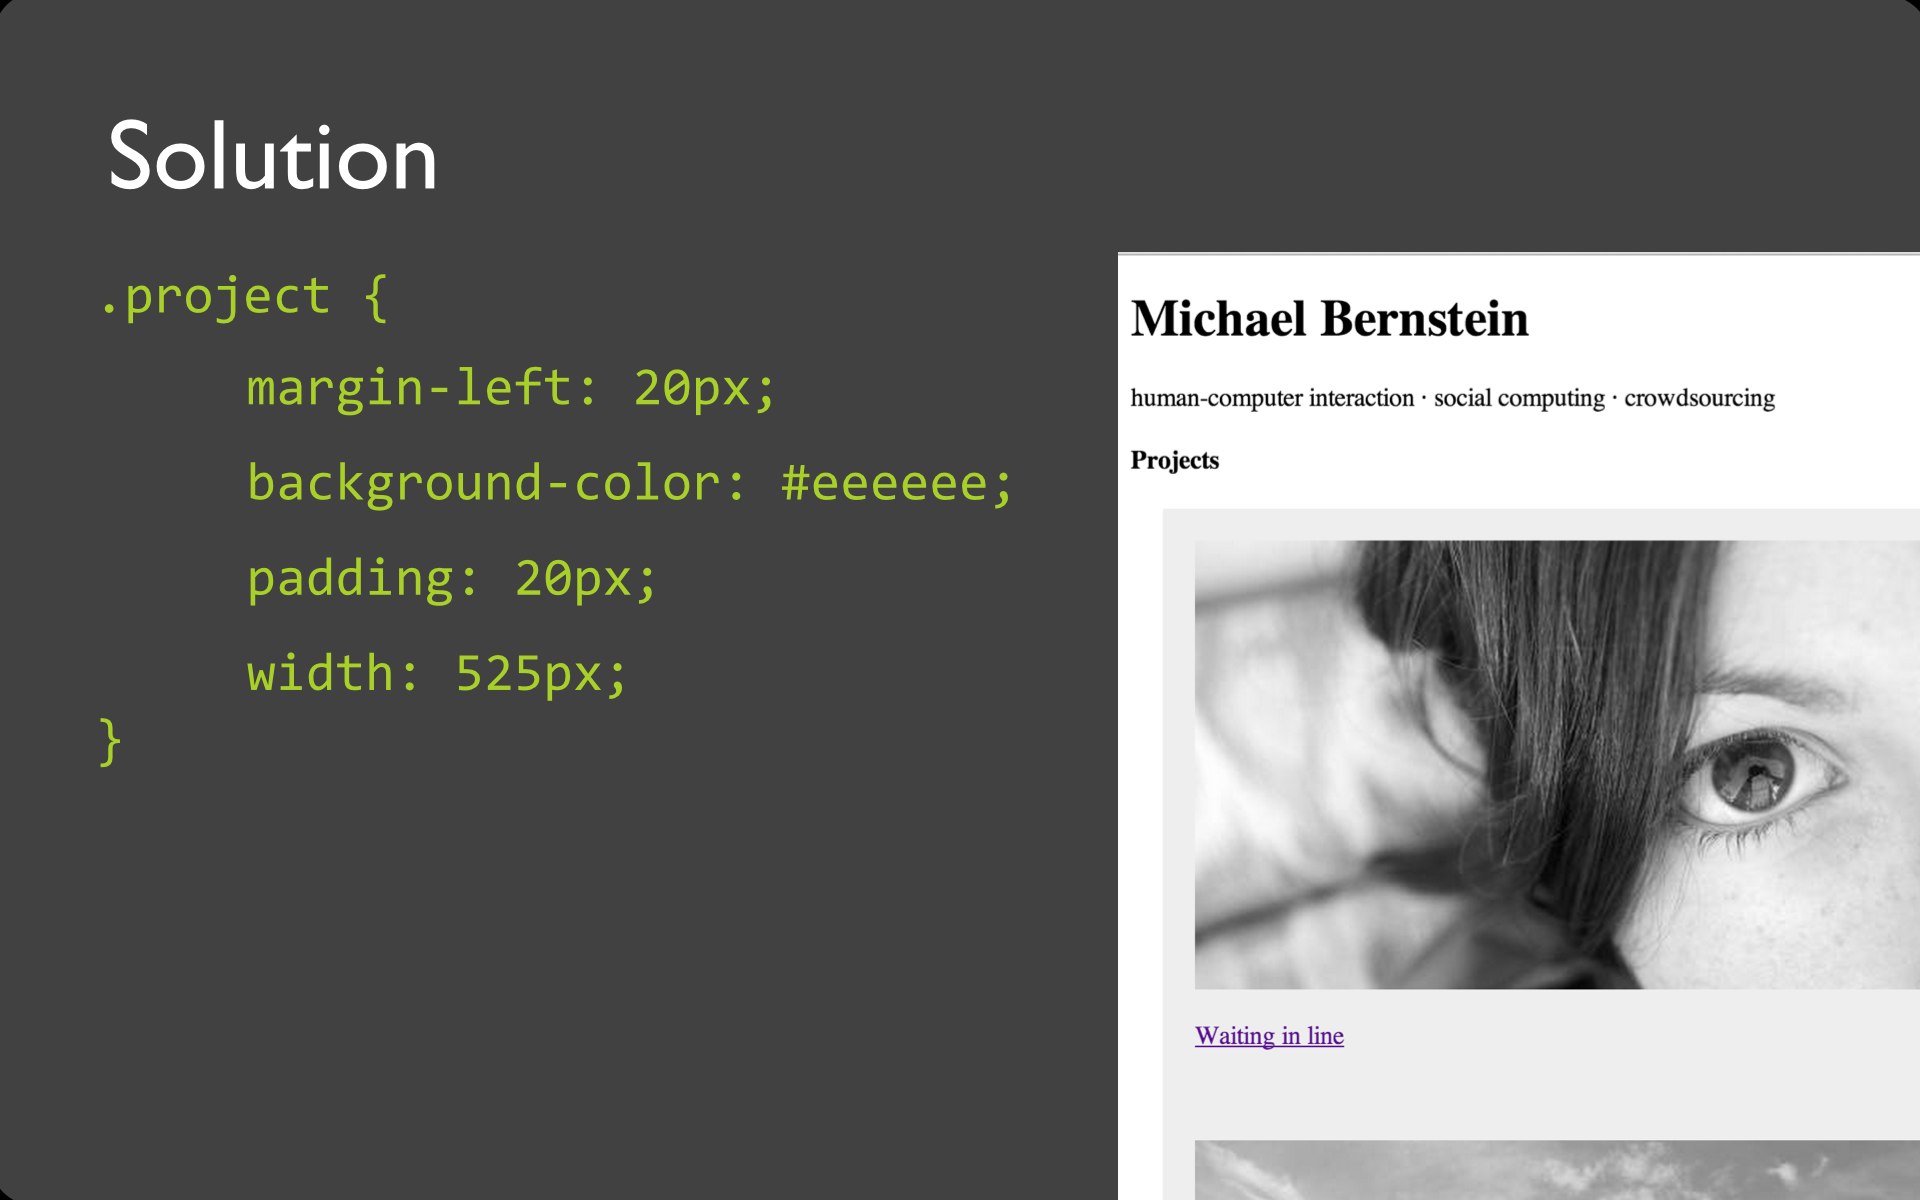 Solution
.project {
margin-left: 20px;
background-color: #eeeeee;
padding: 20px;
width: 525px;
}
Michael Bernstein
human-computer interaction · social computing · crowdsourcing
Projects
Waiting in line